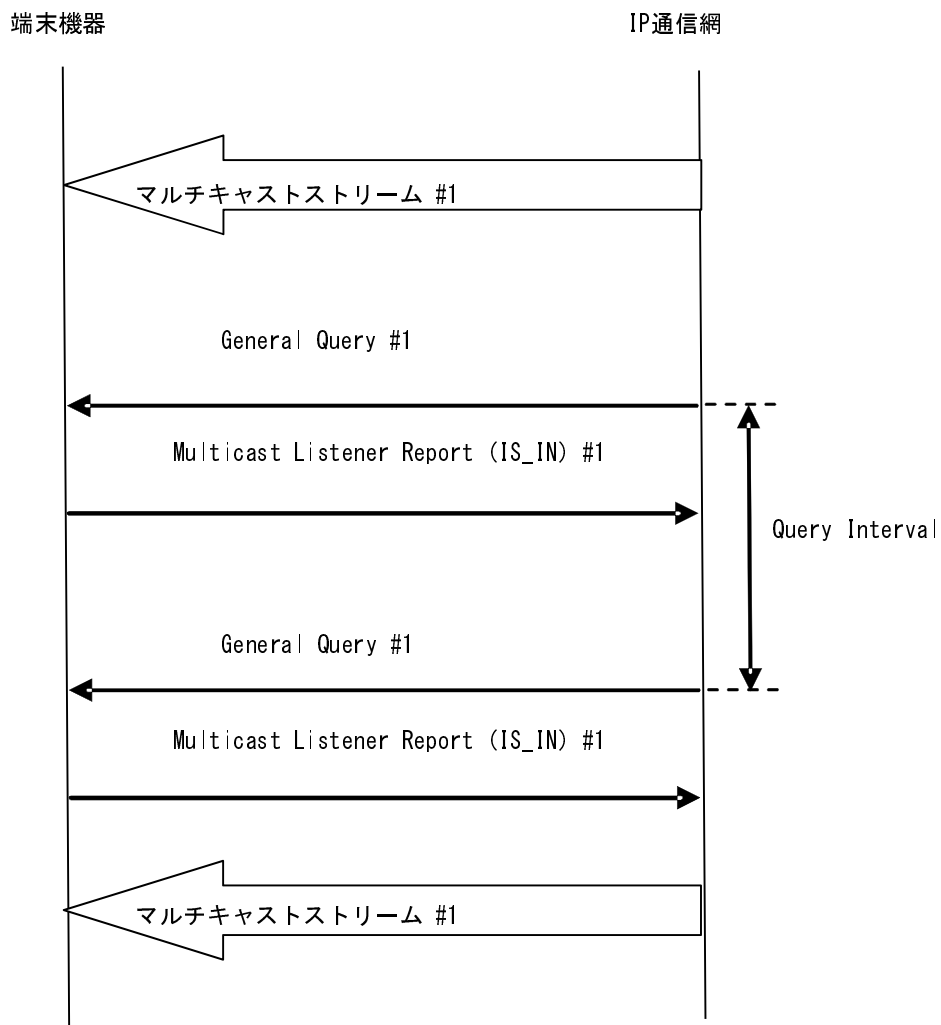 端末機器
IP通信網
マルチキャストストリーム #1
General Query #1
Multicast Listener Report (IS_IN) #1
Query Interval
General Query #1
Multicast Listener Report (IS_IN) #1
マルチキャストストリーム #1